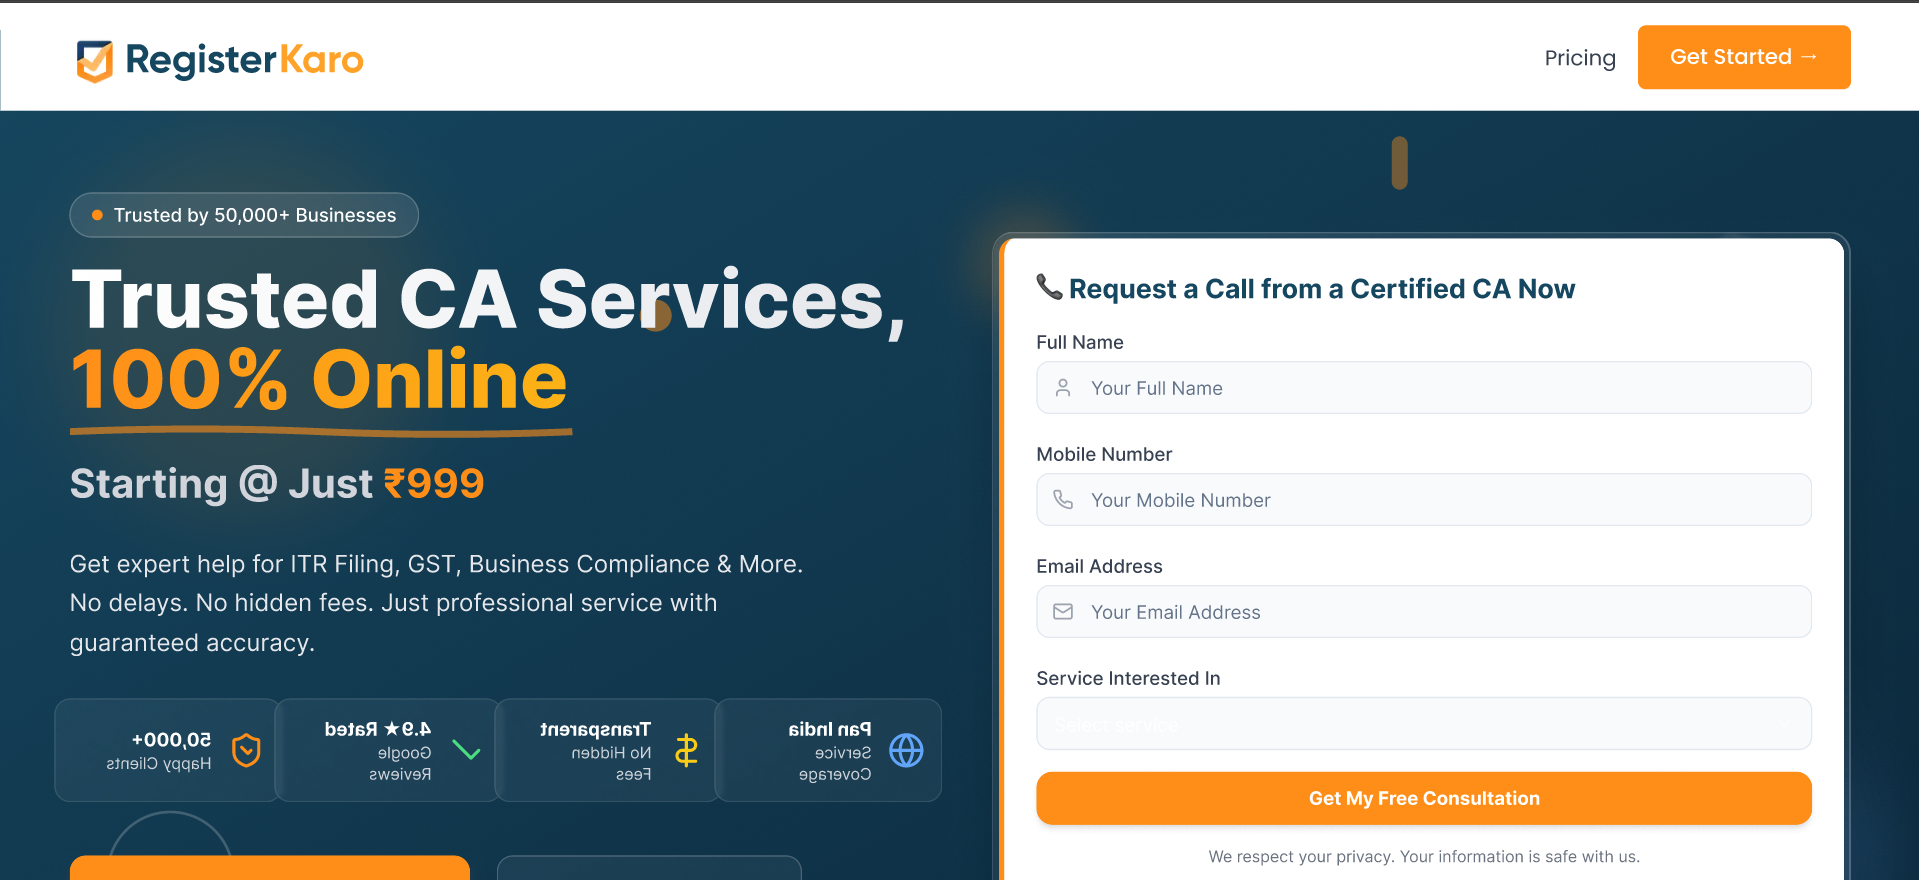 RegisterKaro
Pricing
Get Started →
Trusted by 50,000+ Businesses
Trusted CA Services,
100% Online
Starting @ Just ₹999
Get expert help for ITR Filing, GST, Business Compliance & More.
No delays. No hidden fees. Just professional service with
guaranteed accuracy.
50,000+
Happy Clients
4.9★ Rated
Google
Reviews
Transparent
No Hidden
Fees
Pan India
Service
Coverage
Request a Call from a Certified CA Now
Full Name
Your Full Name
Mobile Number
Your Mobile Number
Email Address
Your Email Address
Service Interested In
Select service
Get My Free Consultation
We respect your privacy. Your information is safe with us.